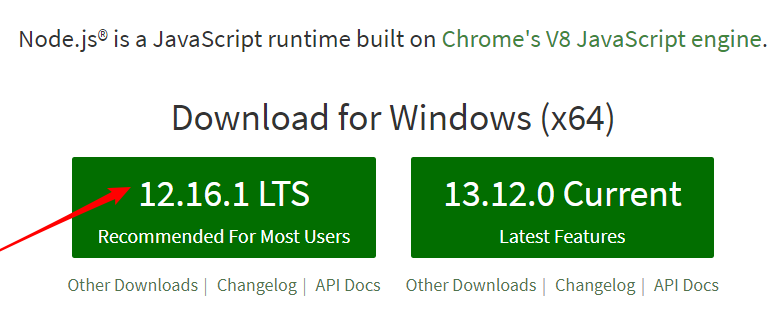 Node.js® is a JavaScript runtime built on Chrome's V8 JavaScript engine.
Download for Windows (x64)
12.16.1 LTS
Recommended For Most Users
13.12.0 Current
Latest Features
Other Downloads | Changelog | API Docs
Other Downloads | Changelog | API Docs